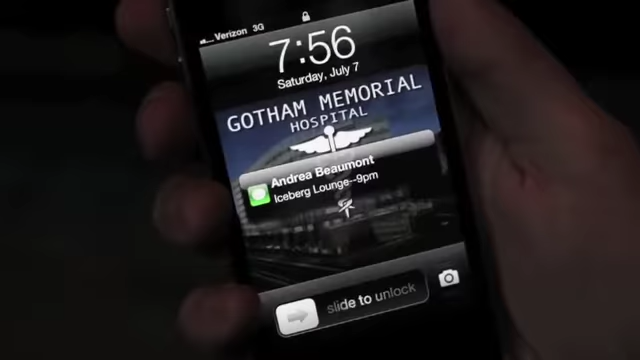 Verizon 3G
7:56
Saturday, July 7
GOTHAM MEMORIAL
HOSPITAL
Andrea Beaumont
Iceberg Lounge--9pm
slide to unlock